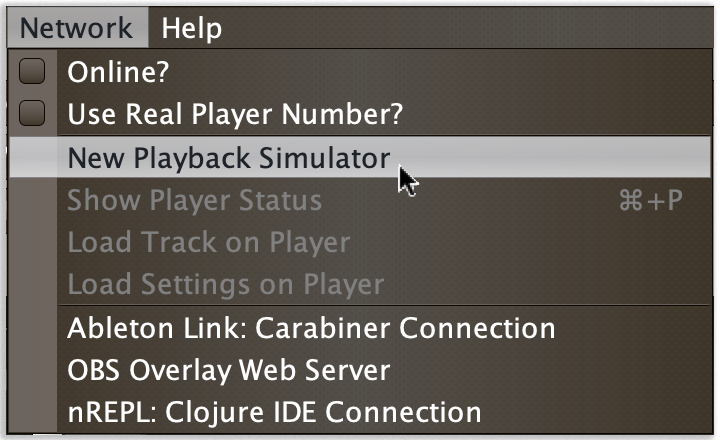 Network Help
Online?
Use Real Player Number?
New Playback Simulator
Show Player Status ⌘+P
Load Track on Player
Load Settings on Player
Ableton Link: Carabiner Connection
OBS Overlay Web Server
nREPL: Clojure IDE Connection